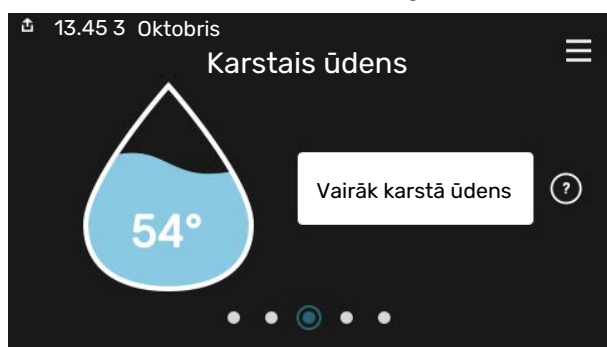 13.45 3 Oktobris
Karstais ūdens
54°
Vairāk karstā ūdens
?